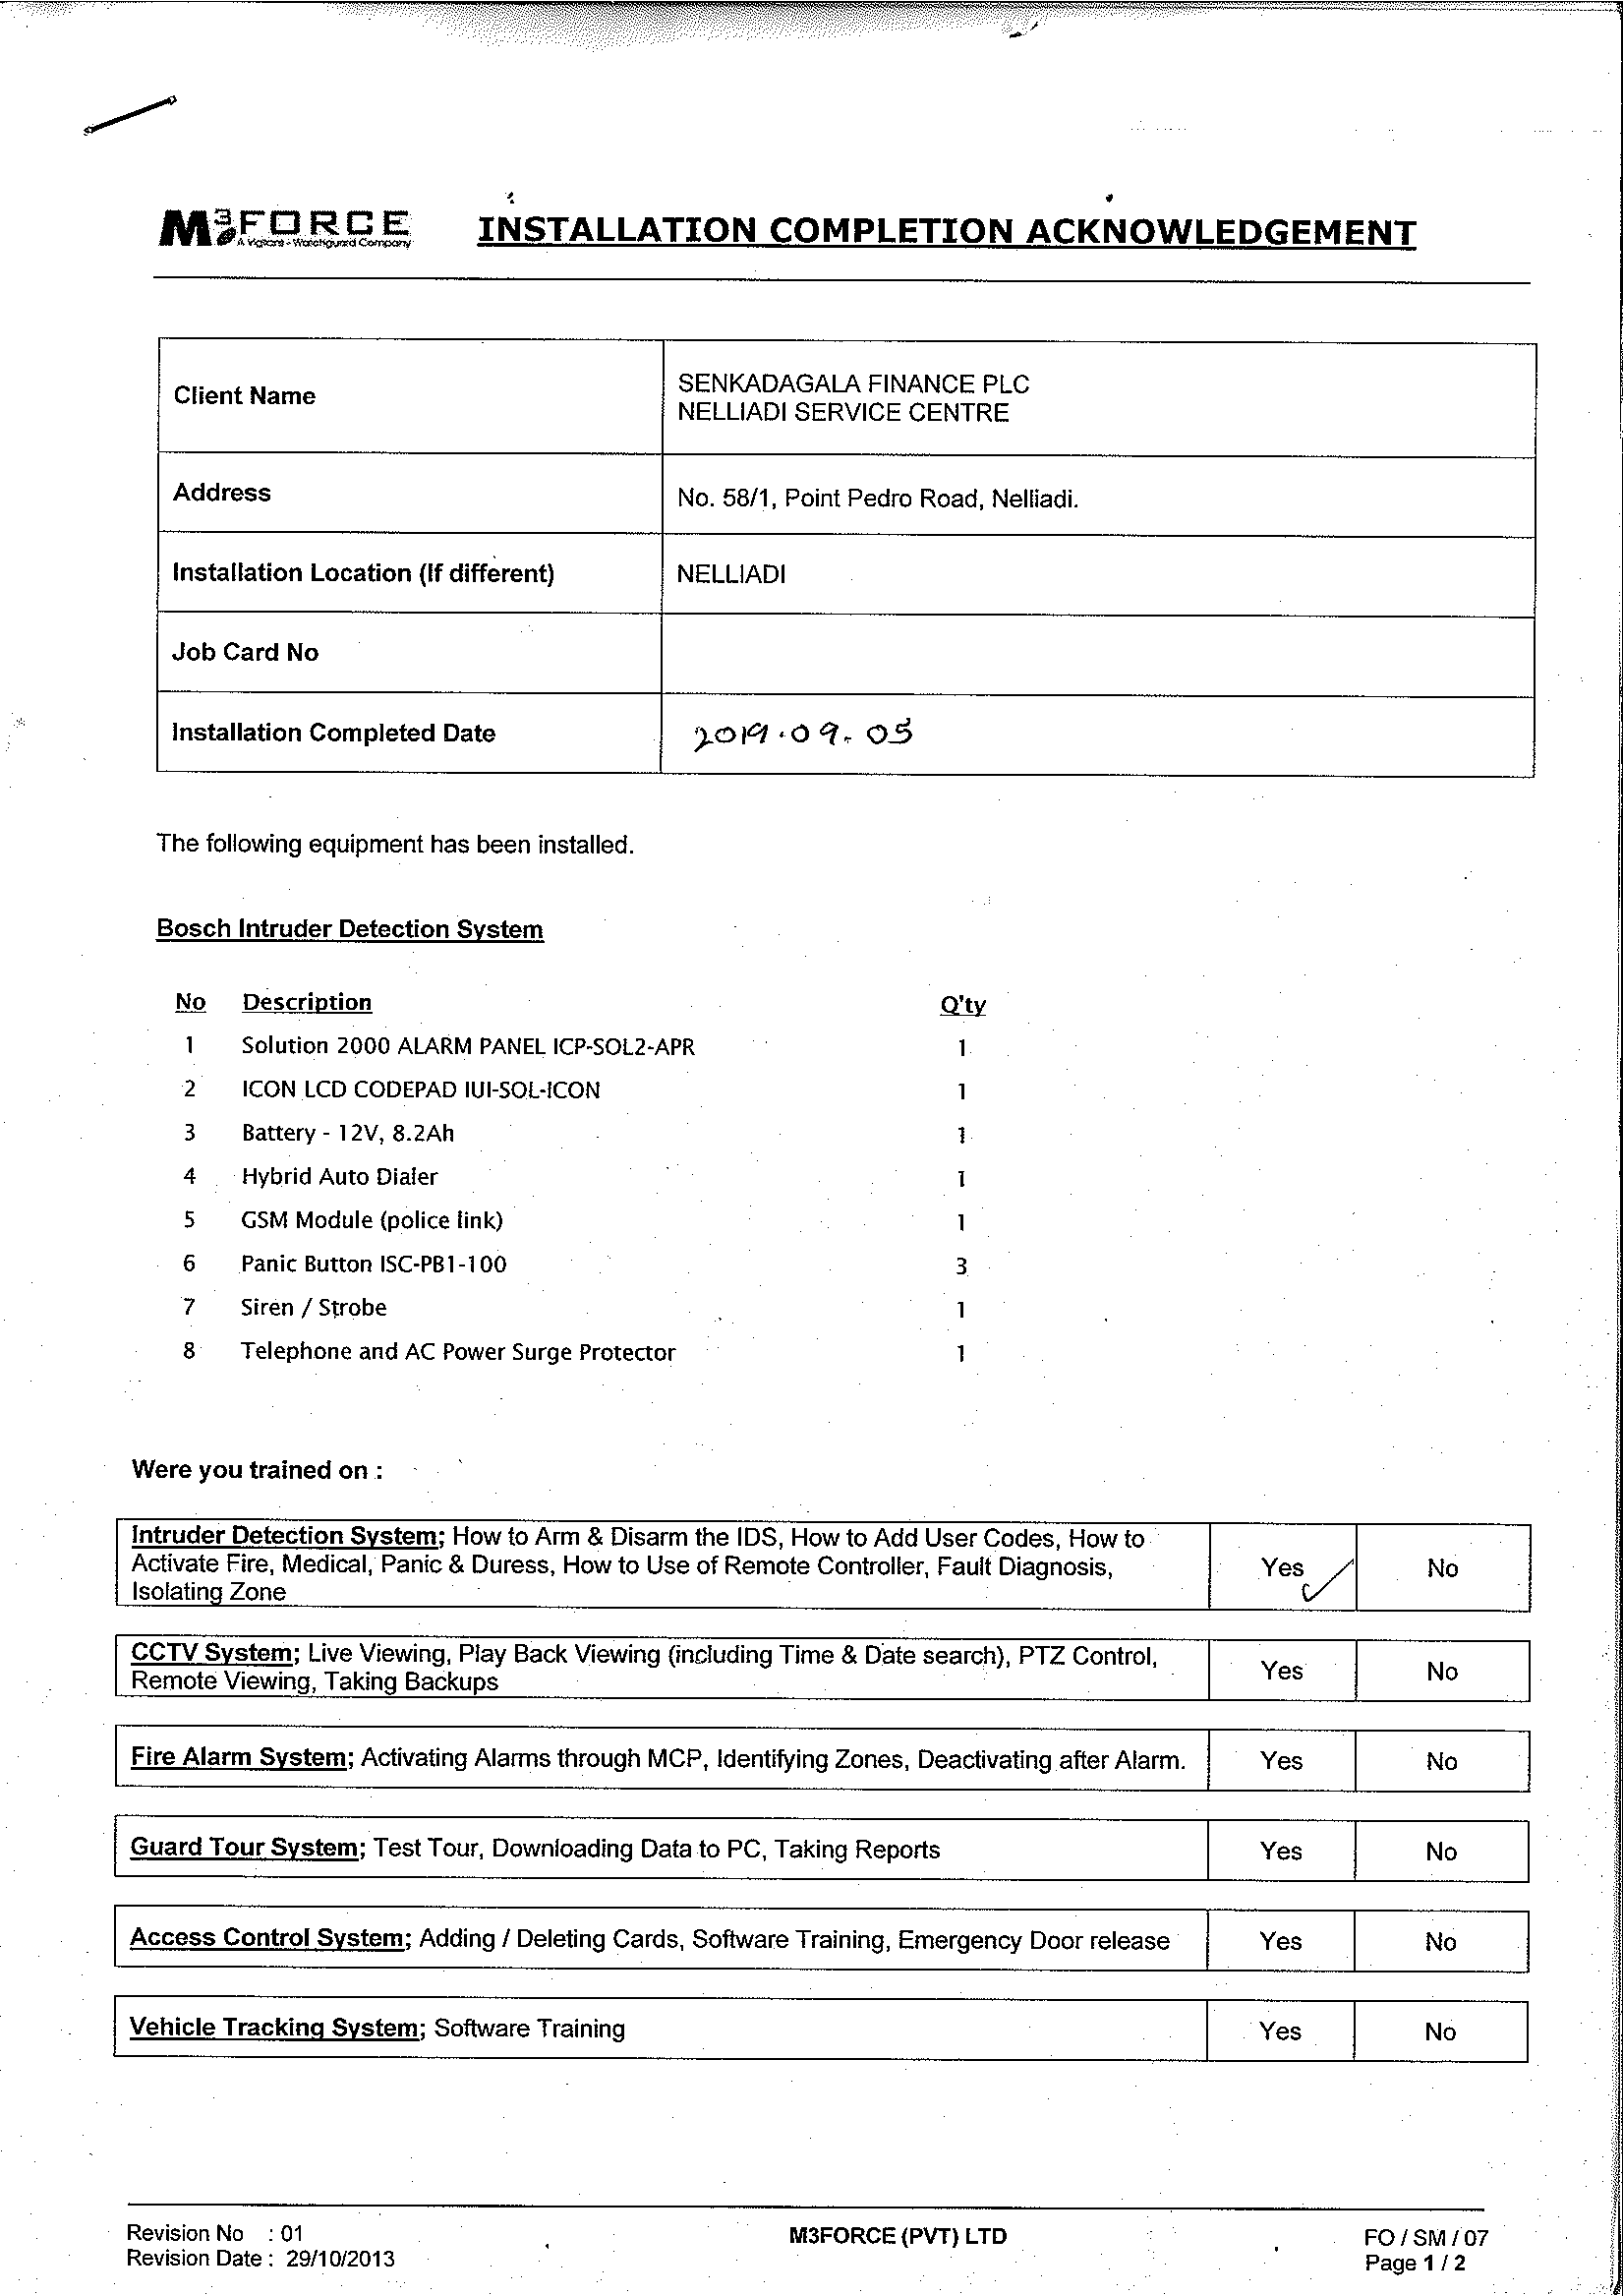 M3FORCE
A Vigilant - Watchguard Company
INSTALLATION COMPLETION ACKNOWLEDGEMENT
Client Name
SENKADAGALA FINANCE PLC
NELLIADI SERVICE CENTRE
Address
No. 58/1, Point Pedro Road, Nelliadi.
Installation Location (If different)
NELLIADI
Job Card No
Installation Completed Date
2019.09.05
The following equipment has been installed.
Bosch Intruder Detection System
No Description Q'ty
1 Solution 2000 ALARM PANEL ICP-SOL2-APR 1
2 ICON LCD CODEPAD IUI-SOL-ICON 1
3 Battery - 12V, 8.2Ah 1
4 Hybrid Auto Dialer 1
5 GSM Module (police link) 1
6 Panic Button ISC-PB1-100 3
7 Siren / Strobe 1
8 Telephone and AC Power Surge Protector 1
Were you trained on :
Intruder Detection System; How to Arm & Disarm the IDS, How to Add User Codes, How to
Activate Fire, Medical, Panic & Duress, How to Use of Remote Controller, Fault Diagnosis,
Isolating Zone
Yes ✓ No
CCTV System; Live Viewing, Play Back Viewing (including Time & Date search), PTZ Control,
Remote Viewing, Taking Backups
Yes No
Fire Alarm System; Activating Alarms through MCP, Identifying Zones, Deactivating after Alarm. Yes No
Guard Tour System; Test Tour, Downloading Data to PC, Taking Reports Yes No
Access Control System; Adding / Deleting Cards, Software Training, Emergency Door release Yes No
Vehicle Tracking System; Software Training Yes No
Revision No : 01 M3FORCE (PVT) LTD FO / SM / 07
Revision Date : 29/10/2013 Page 1 / 2